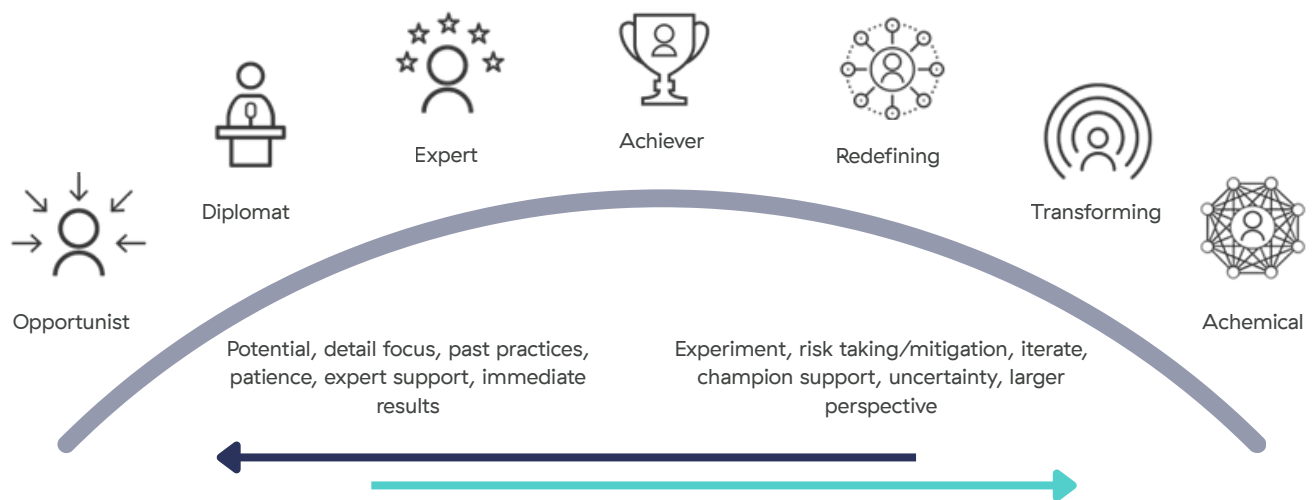 Opportunist
Diplomat
Expert
Achiever
Redefining
Transforming
Achemical
Potential, detail focus, past practices,
patience, expert support, immediate
results
Experiment, risk taking/mitigation, iterate,
champion support, uncertainty, larger
perspective